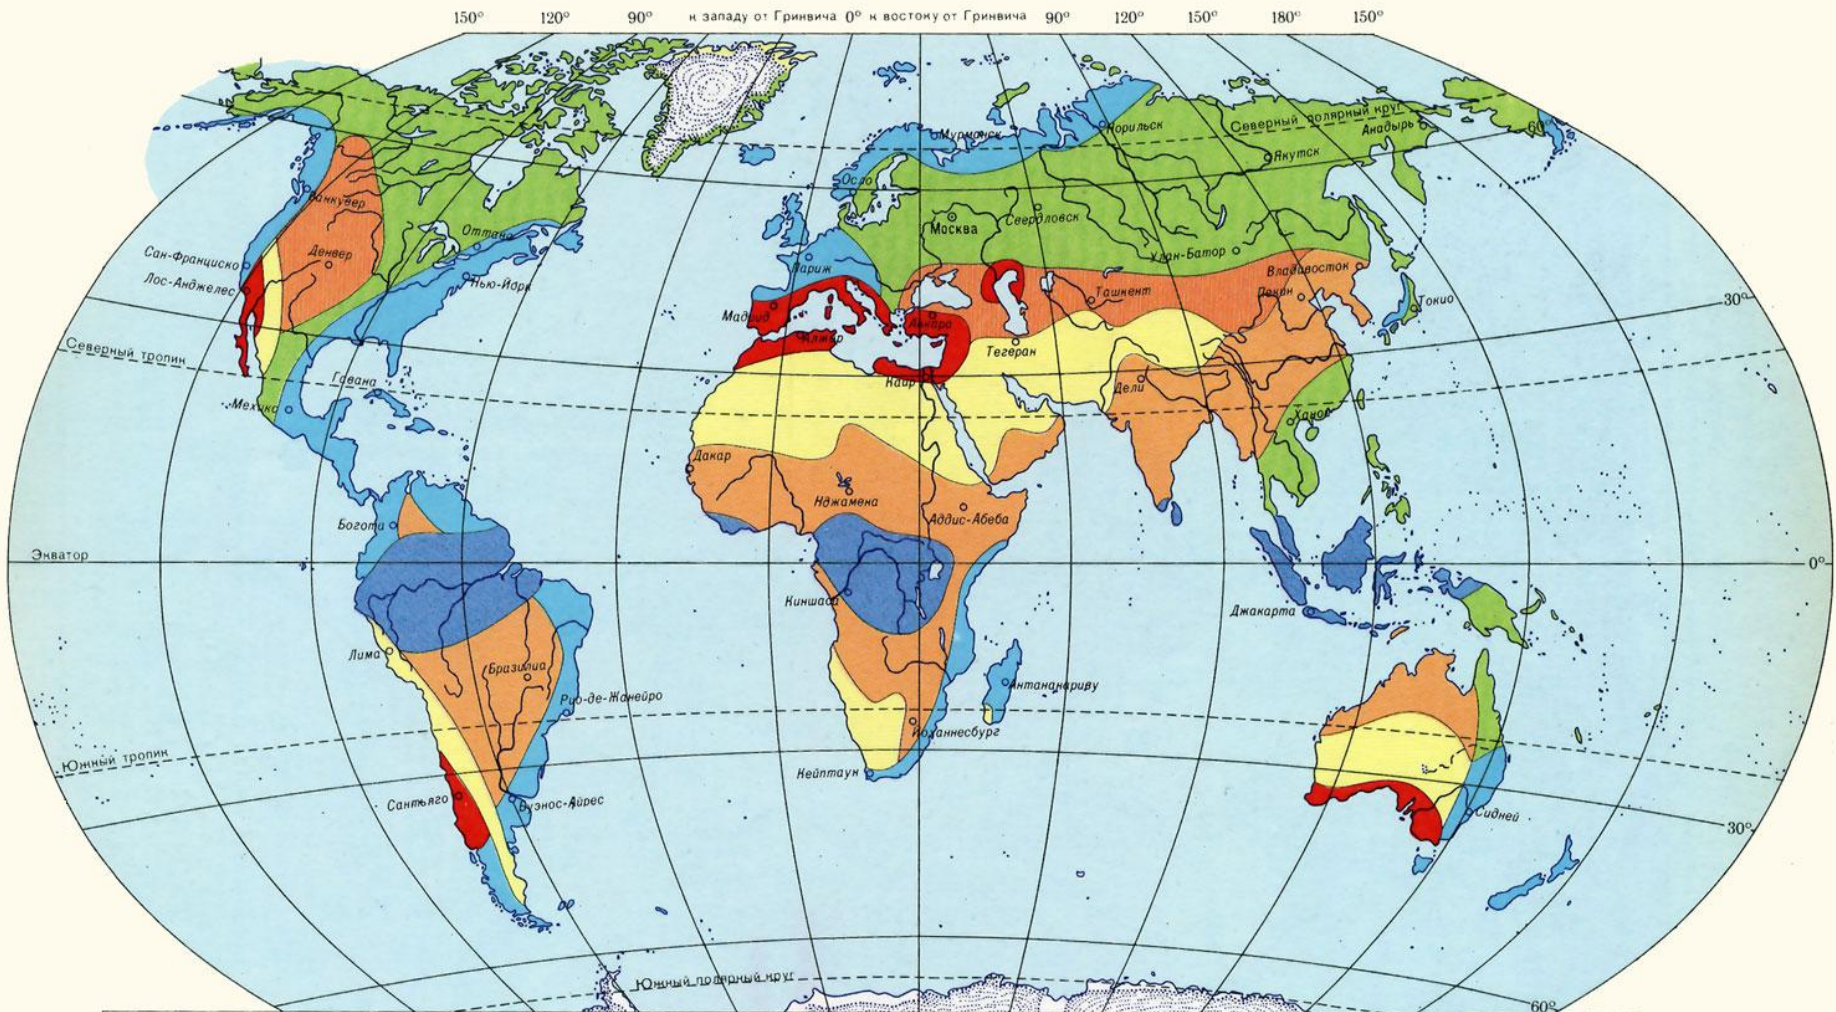 150° 120° 90° к западу от Гринвича 0° к востоку от Гринвича 90° 120° 150° 180° 150°
Мурманск
Норильск
Северный полярный круг
Анадырь
60°
Якутск
Осло
Ванкувер
Свердловск
Москва
Оттава
Улан-Батор
Денвер
Сан-Франциско
Париж
Владивосток
Лос-Анджелес
Нью-Йорк
Ташкент
Пекин
Токио
30°
Мадрид
Анкара
Алжир
Северный тропик
Тегеран
Гавана
Каир
Дели
Мехико
Ханой
Дакар
Нджамена
Богота
Аддис-Абеба
Экватор
0°
Киншаса
Джакарта
Лима
Бразилиа
Антананариву
Рио-де-Жанейро
Йоханнесбург
Южный тропик
Кейптаун
Сантьяго
Буэнос-Айрес
Сидней
30°
Южный полярный круг
60°